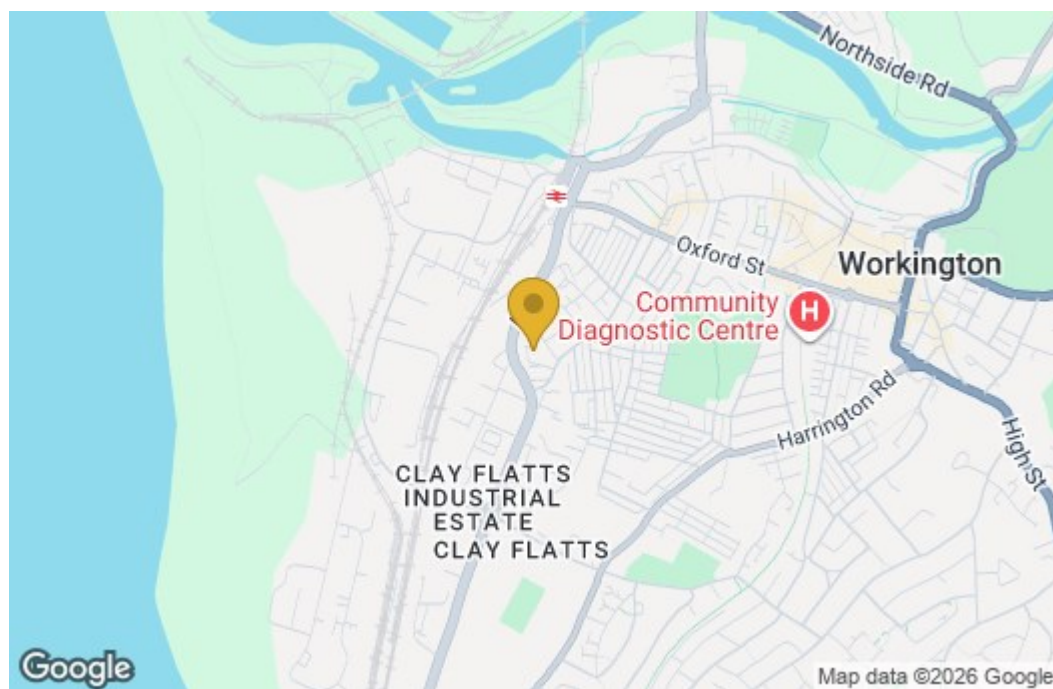 Northside Rd
Oxford St
Workington
Community
Diagnostic Centre
H
Harrington Rd
High St
CLAY FLATTS
INDUSTRIAL
ESTATE
CLAY FLATTS
Google
Map data ©2026 Google